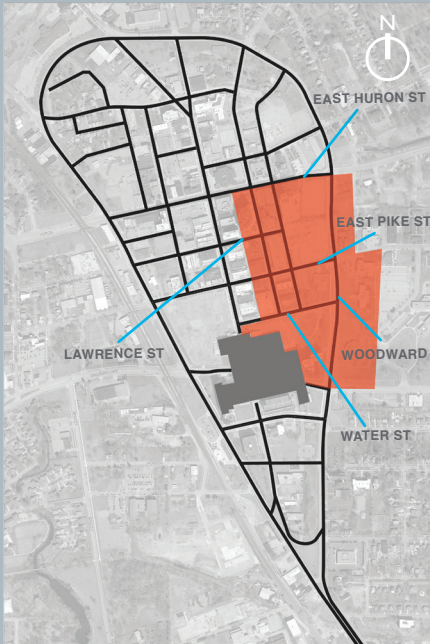 N
EAST HURON ST
EAST PIKE ST
LAWRENCE ST
WOODWARD
WATER ST